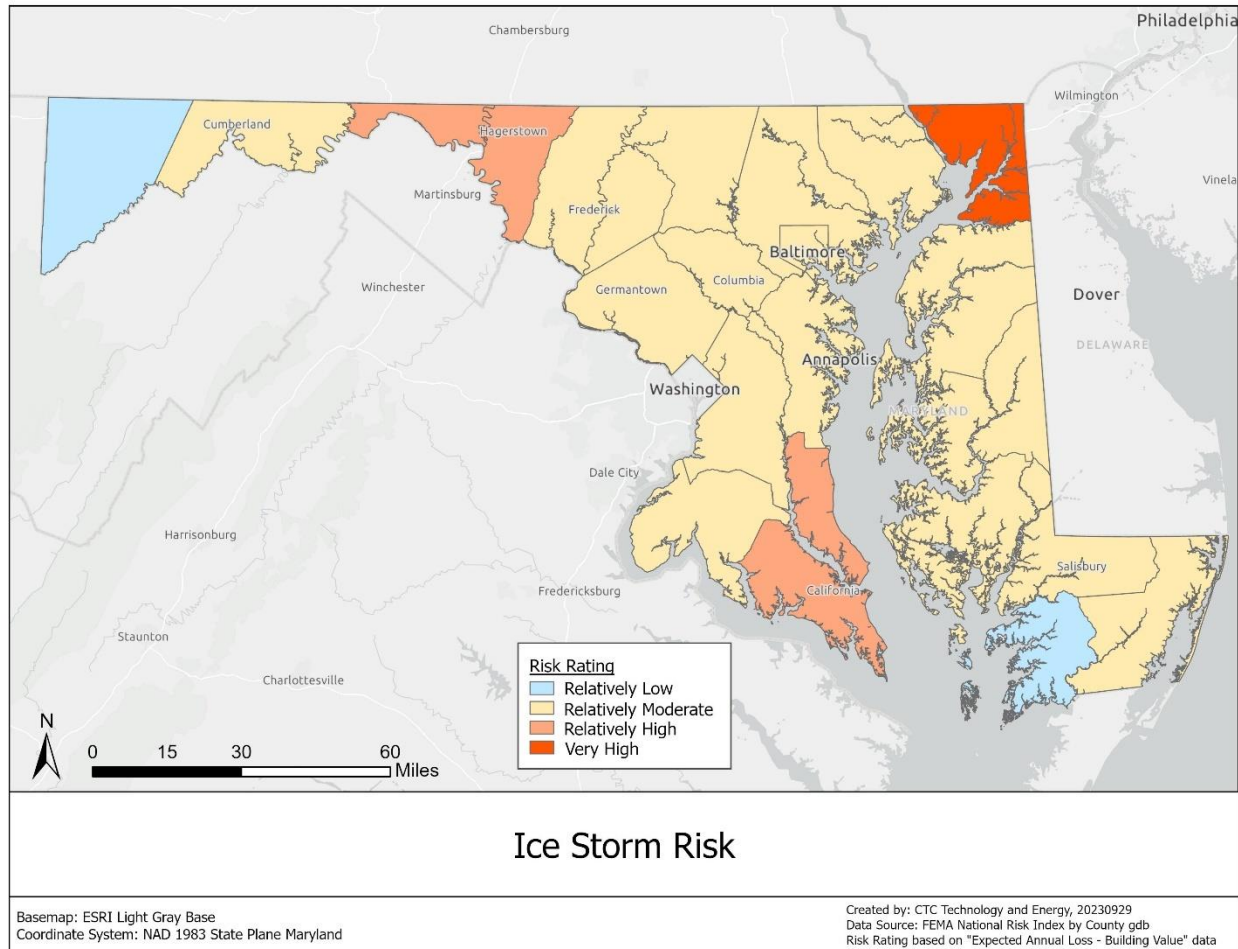 Philadelphia
Chambersburg
Wilmington
Cumberland
Hagerstown
Martinsburg
Vinela
Frederick
Baltimore
Winchester
Germantown
Columbia
Dover
DELAWARE
Annapolis
Washington
MARYLAND
Dale City
Harrisonburg
Salisbury
Fredericksburg
California
Staunton
Charlottesville
Risk Rating
Relatively Low
Relatively Moderate
Relatively High
Very High
N
0 15 30 60
Miles
Ice Storm Risk
Basemap: ESRI Light Gray Base
Coordinate System: NAD 1983 State Plane Maryland
Created by: CTC Technology and Energy, 20230929
Data Source: FEMA National Risk Index by County gdb
Risk Rating based on "Expected Annual Loss - Building Value" data